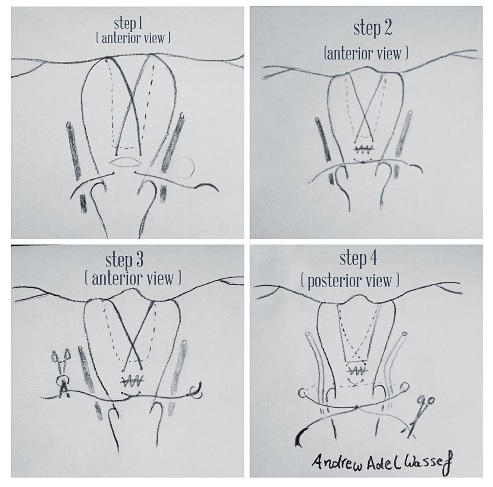 step 1
( anterior view )
step 2
(anterior view)
step 3
( anterior view )
step 4
( posterior view )
Andrew Adel Wassef